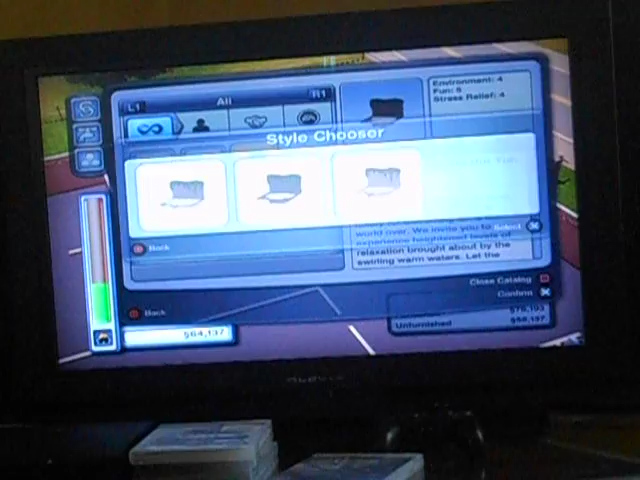 L1
All
R1
Environment: 4
Fun: 5
Stress Relief: 4
Style Chooser
world over. We invite you to
experience heightened levels of
relaxation brought about by the
swirling warm waters. Let the
Select
Back
Close Catalog
Confirm
Back
$64,137
Unfurnished